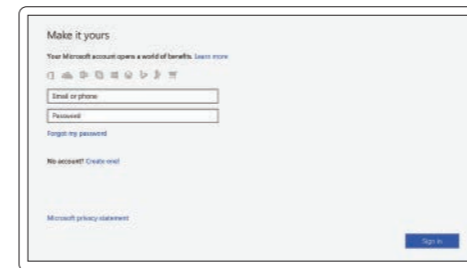 Make it yours
Your Microsoft account opens a world of benefits. Learn more
Email or phone
Password
Forgot my password
No account? Create one!
Microsoft privacy statement
Sign in